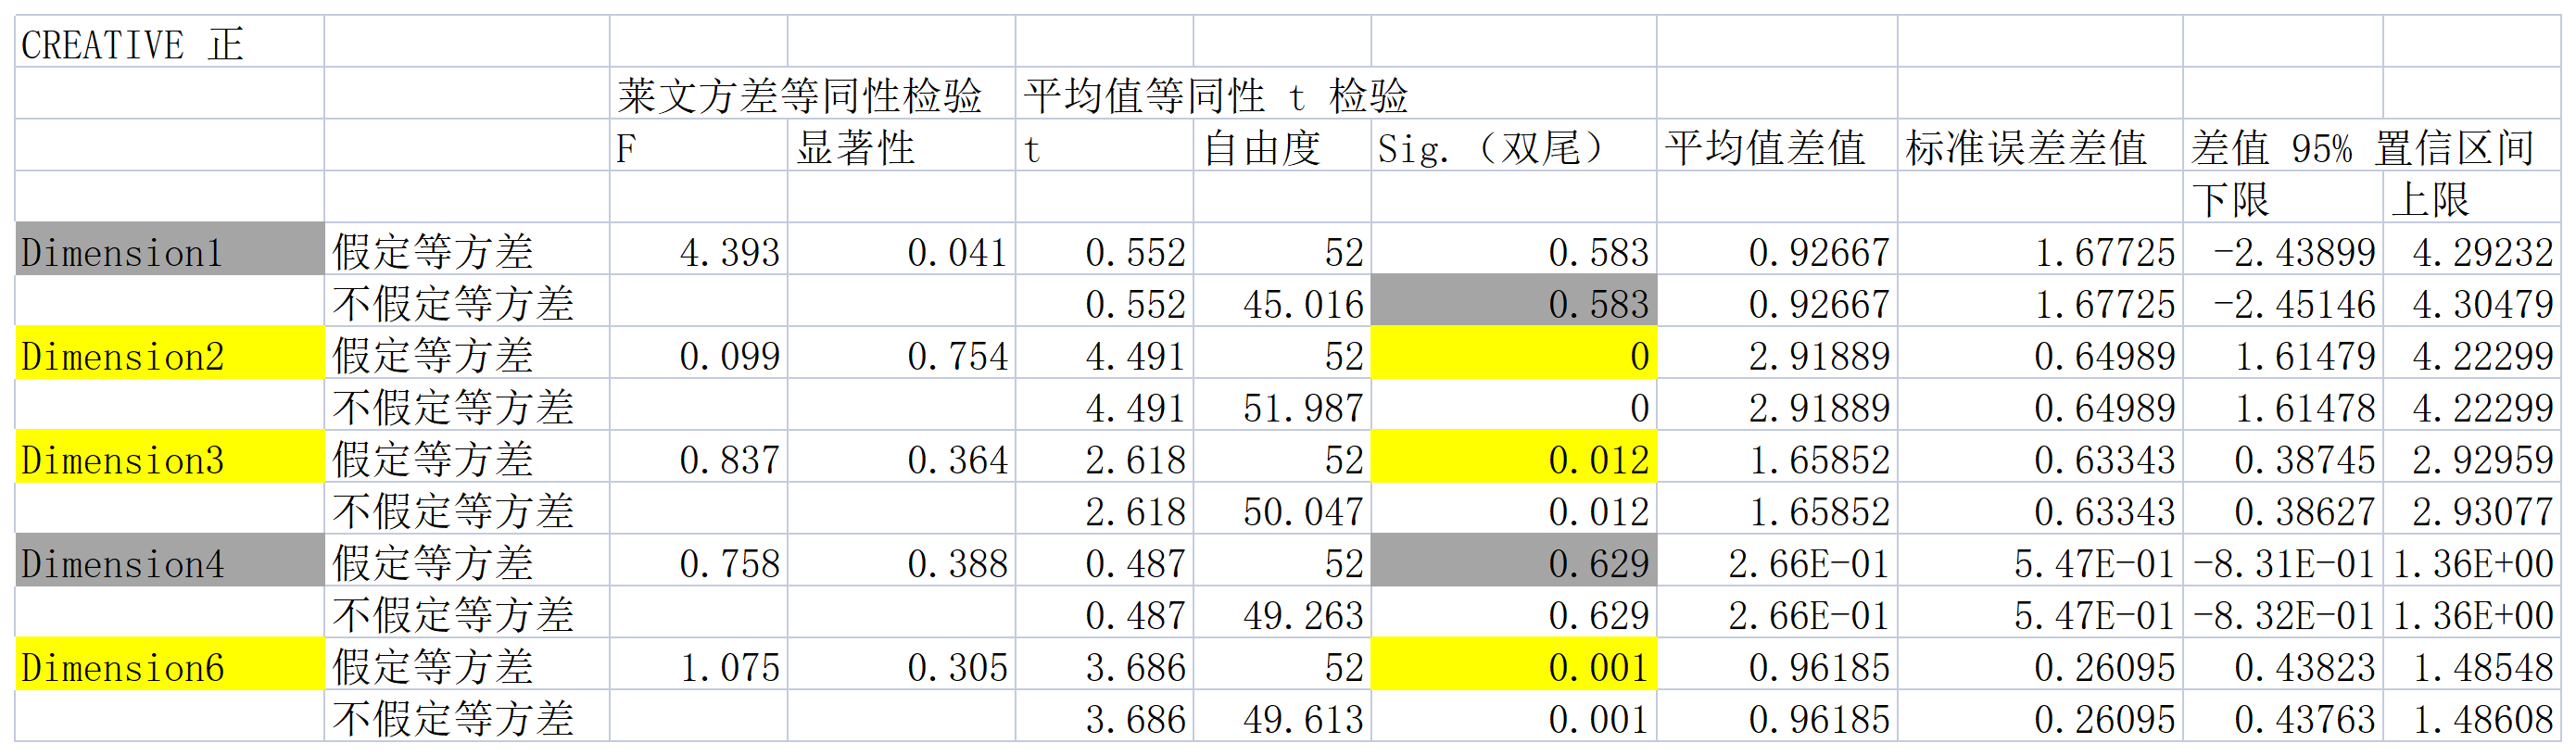 CREATIVE 正
莱文方差等同性检验 平均值等同性 t 检验
F 显著性 t 自由度 Sig.（双尾） 平均值差值 标准误差差值 差值 95% 置信区间
下限 上限
Dimension1 假定等方差 4.393 0.041 0.552 52 0.583 0.92667 1.67725 -2.43899 4.29232
不假定等方差 0.552 45.016 0.583 0.92667 1.67725 -2.45146 4.30479
Dimension2 假定等方差 0.099 0.754 4.491 52 0 2.91889 0.64989 1.61479 4.22299
不假定等方差 4.491 51.987 0 2.91889 0.64989 1.61478 4.22299
Dimension3 假定等方差 0.837 0.364 2.618 52 0.012 1.65852 0.63343 0.38745 2.92959
不假定等方差 2.618 50.047 0.012 1.65852 0.63343 0.38627 2.93077
Dimension4 假定等方差 0.758 0.388 0.487 52 0.629 2.66E-01 5.47E-01 -8.31E-01 1.36E+00
不假定等方差 0.487 49.263 0.629 2.66E-01 5.47E-01 -8.32E-01 1.36E+00
Dimension6 假定等方差 1.075 0.305 3.686 52 0.001 0.96185 0.26095 0.43823 1.48548
不假定等方差 3.686 49.613 0.001 0.96185 0.26095 0.43763 1.48608